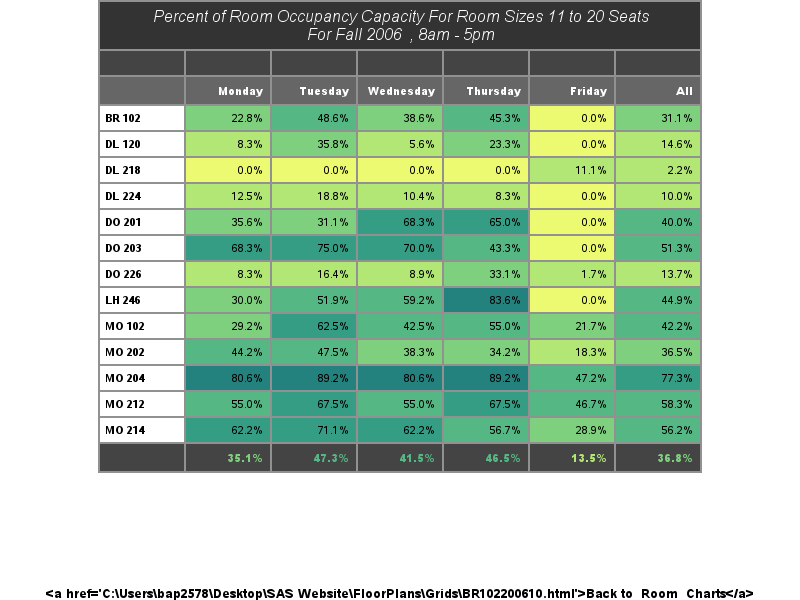 Percent of Room Occupancy Capacity For Room Sizes 11 to 20 Seats
For Fall 2006 , 8am - 5pm
Monday Tuesday Wednesday Thursday Friday All
BR 102 22.8% 48.6% 38.6% 45.3% 0.0% 31.1%
DL 120 8.3% 35.8% 5.6% 23.3% 0.0% 14.6%
DL 218 0.0% 0.0% 0.0% 0.0% 11.1% 2.2%
DL 224 12.5% 18.8% 10.4% 8.3% 0.0% 10.0%
DO 201 35.6% 31.1% 68.3% 65.0% 0.0% 40.0%
DO 203 68.3% 75.0% 70.0% 43.3% 0.0% 51.3%
DO 226 8.3% 16.4% 8.9% 33.1% 1.7% 13.7%
LH 246 30.0% 51.9% 59.2% 83.6% 0.0% 44.9%
MO 102 29.2% 62.5% 42.5% 55.0% 21.7% 42.2%
MO 202 44.2% 47.5% 38.3% 34.2% 18.3% 36.5%
MO 204 80.6% 89.2% 80.6% 89.2% 47.2% 77.3%
MO 212 55.0% 67.5% 55.0% 67.5% 46.7% 58.3%
MO 214 62.2% 71.1% 62.2% 56.7% 28.9% 56.2%
35.1% 47.3% 41.5% 46.5% 13.5% 36.8%
<a href='C:\Users\bap2578\Desktop\SAS Website\FloorPlans\Grids\BR102200610.html'>Back to Room Charts</a>